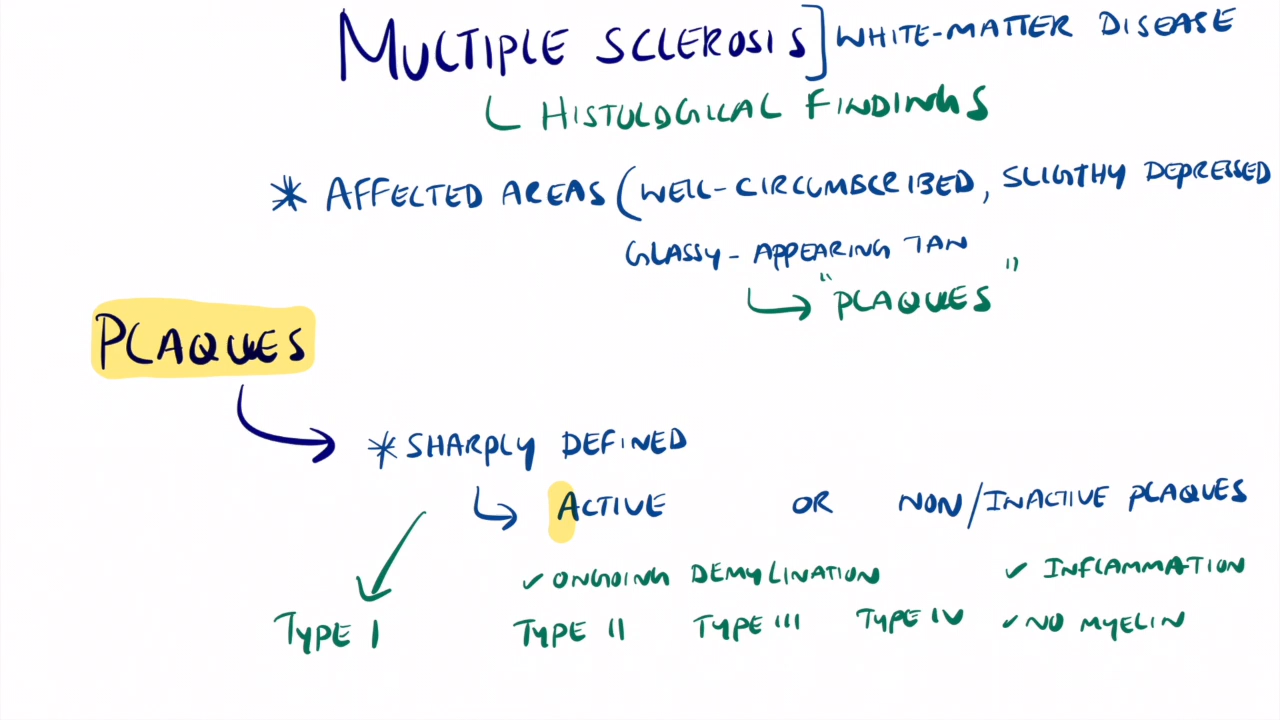 MULTIPLE SCLEROSIS] WHITE-MATTER DISEASE
HISTOLOGICAL FINDINGS
* AFFECTED AREAS (WELL-CIRCUMSCRIBED, SLIGTHY DEPRESSED
GLASSY-APPEARING TAN
"PLAQUES"
PLAQUES
* SHARPLY DEFINED
ACTIVE OR NON/INACTIVE PLAQUES
✓ ONGOING DEMYLINATION ✓ INFLAMMATION
TYPE I TYPE II TYPE III TYPE IV ✓ NO MYELIN